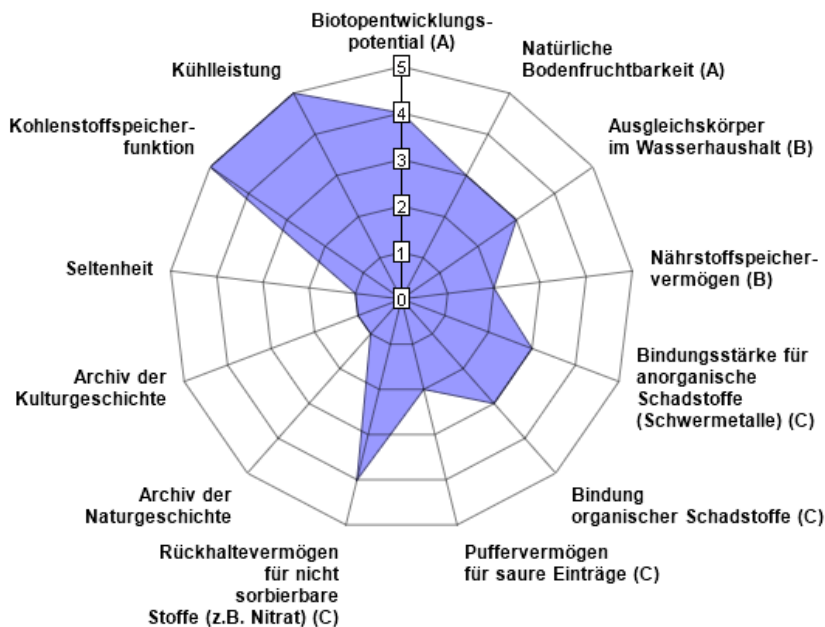 Biotopentwicklungs-
potential (A)
Natürliche
Bodenfruchtbarkeit (A)
Ausgleichskörper
im Wasserhaushalt (B)
Nährstoffspeicher-
vermögen (B)
Bindungsstärke für
anorganische
Schadstoffe
(Schwermetalle) (C)
Bindung
organischer Schadstoffe (C)
Puffervermögen
für saure Einträge (C)
Rückhaltevermögen
für nicht
sorbierbare
Stoffe (z.B. Nitrat) (C)
Archiv der
Naturgeschichte
Archiv der
Kulturgeschichte
Seltenheit
Kohlenstoffspeicher-
funktion
Kühlleistung
5
4
3
2
1
0